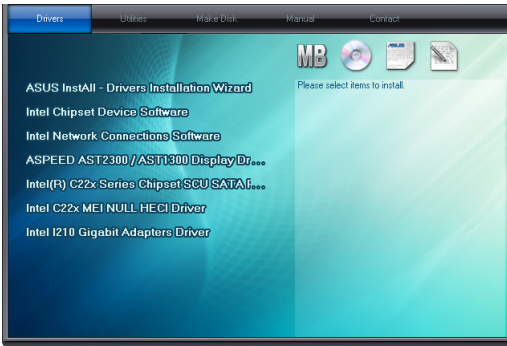 Drivers Utilities Make Disk Manual Contact
MB ASUS
Please select items to install.
ASUS InstAll - Drivers Installation Wizard
Intel Chipset Device Software
Intel Network Connections Software
ASPEED AST2300 / AST1300 Display Dr...
Intel(R) C22x Series Chipset SCU SATA F...
Intel C22x MEI NULL HECI Driver
Intel I210 Gigabit Adapters Driver